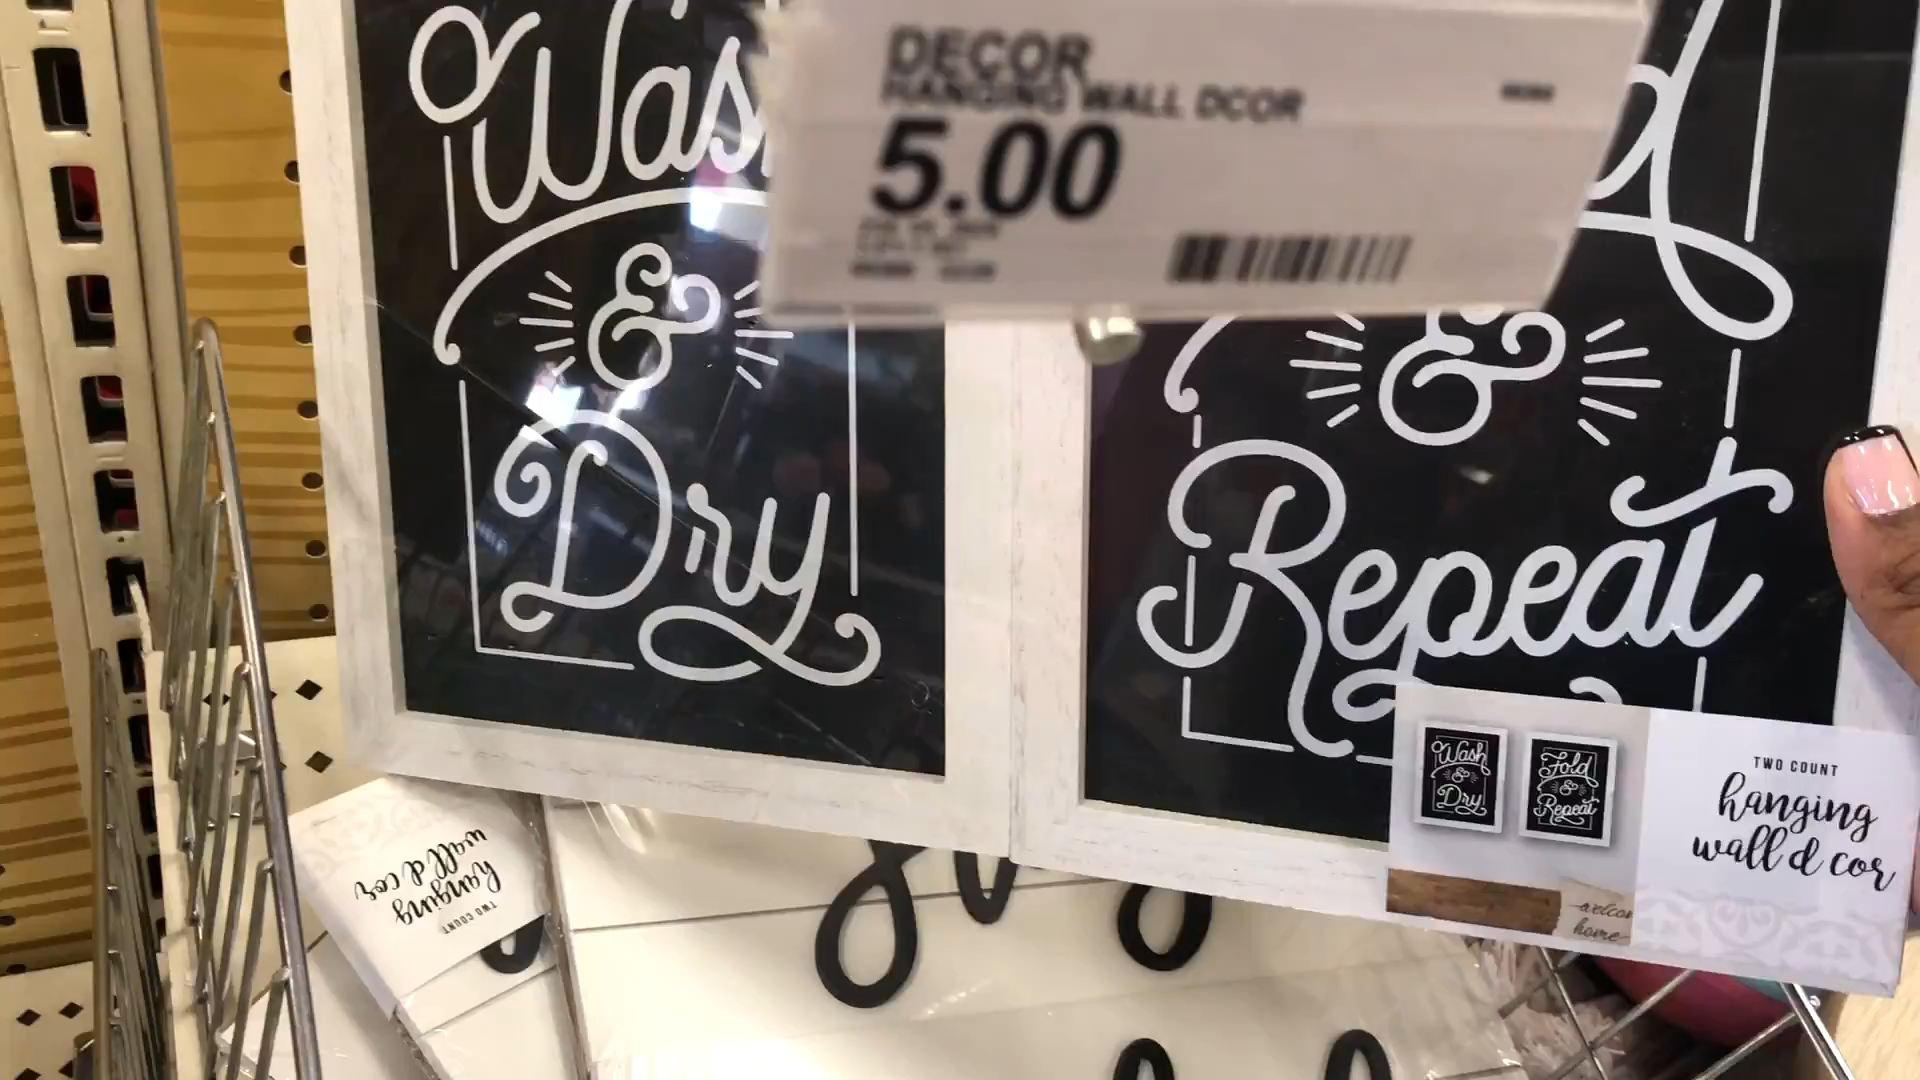 Wash
&
Dry
DECOR
HANGING WALL DCOR
5.00
&
Repeat
Wash
&
Dry
Fold
&
Repeat
TWO COUNT
hanging
wall d cor
home
TWO COUNT
hanging
wall d cor